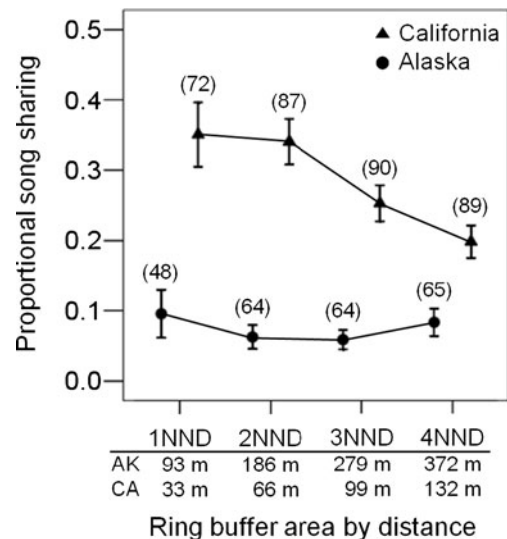 Proportional song sharing
0.5
0.4
0.3
0.2
0.1
0.0
California
Alaska
(72)
(87)
(90)
(89)
(48)
(64)
(64)
(65)
1NND 2NND 3NND 4NND
AK 93 m 186 m 279 m 372 m
CA 33 m 66 m 99 m 132 m
Ring buffer area by distance